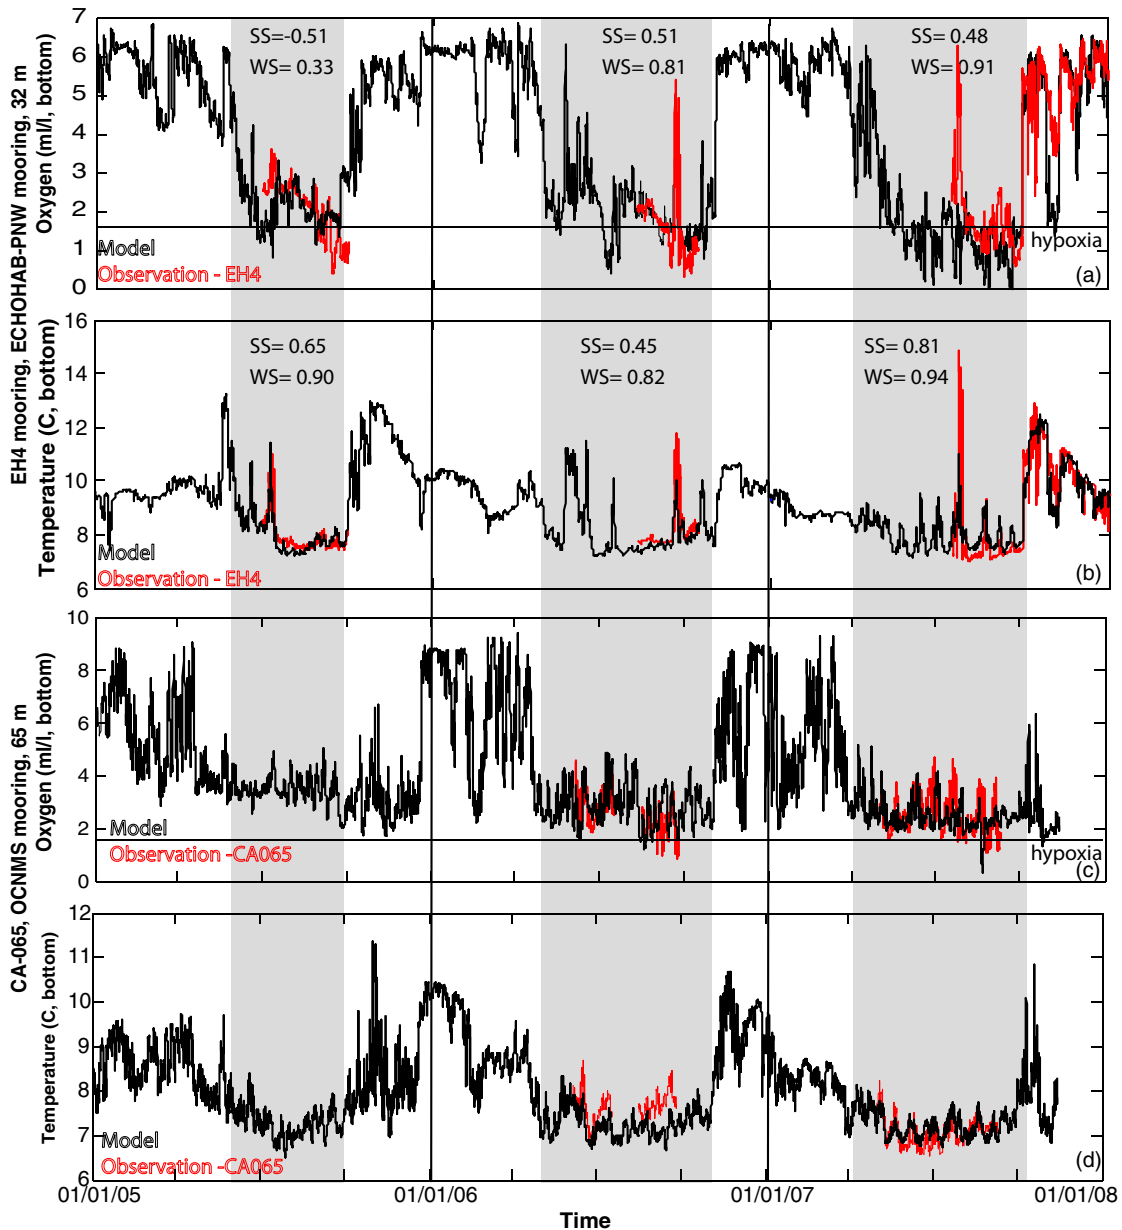 EH4 mooring, ECHOHAB-PNW mooring, 32 m
Oxygen (ml/l, bottom)
7
6
5
4
3
2
1
0
SS=-0.51
WS= 0.33
SS= 0.51
WS= 0.81
SS= 0.48
WS= 0.91
Model
Observation - EH4
hypoxia
(a)
Temperature (C, bottom)
16
14
12
10
8
6
SS= 0.65
WS= 0.90
SS= 0.45
WS= 0.82
SS= 0.81
WS= 0.94
Model
Observation - EH4
(b)
CA-065, OCNMS mooring, 65 m
Oxygen (ml/l, bottom)
10
8
6
4
2
0
Model
Observation -CA065
hypoxia
(c)
Temperature (C, bottom)
12
11
10
9
8
7
6
Model
Observation -CA065
(d)
01/01/05
01/01/06
01/01/07
01/01/08
Time